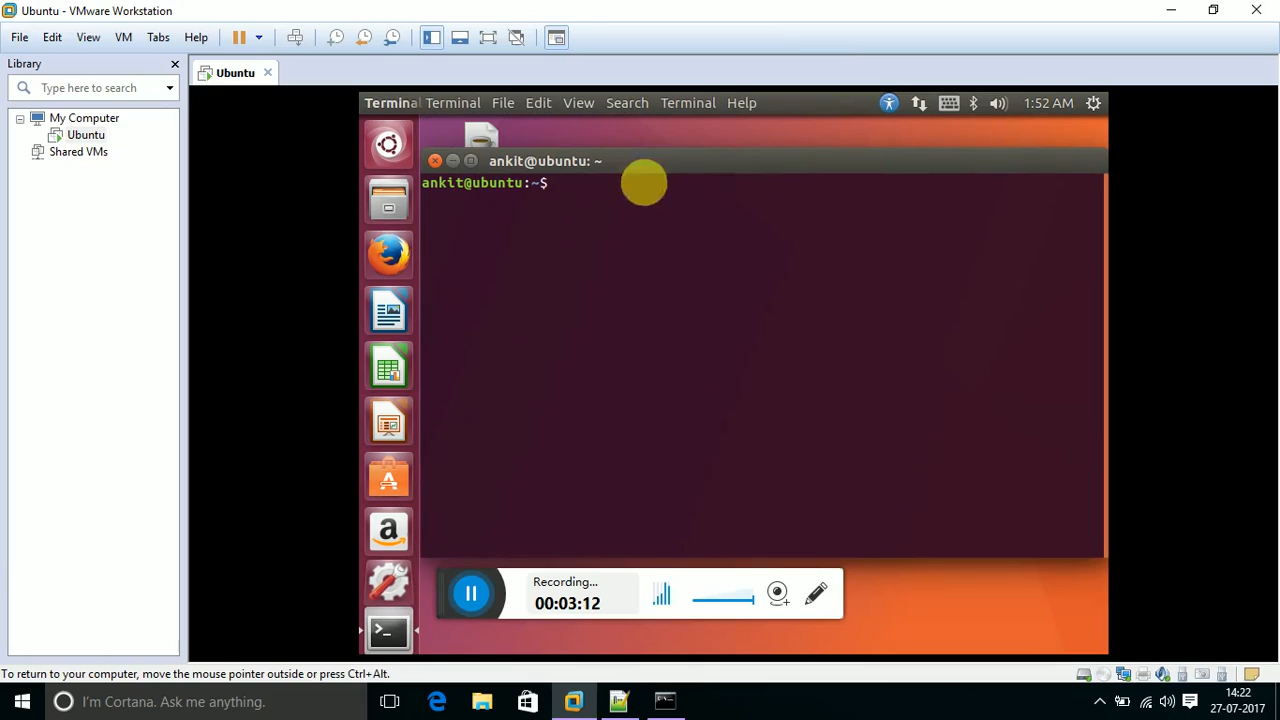 Ubuntu - VMware Workstation
File Edit View VM Tabs Help
Library
Type here to search
My Computer
Ubuntu
Shared VMs
Ubuntu
Terminal Terminal File Edit View Search Terminal Help
1:52 AM
ankit@ubuntu: ~
ankit@ubuntu:~$
Recording...
00:03:12
To return to your computer, move the mouse pointer outside or press Ctrl+Alt.
I'm Cortana. Ask me anything.
14:22
27-07-2017